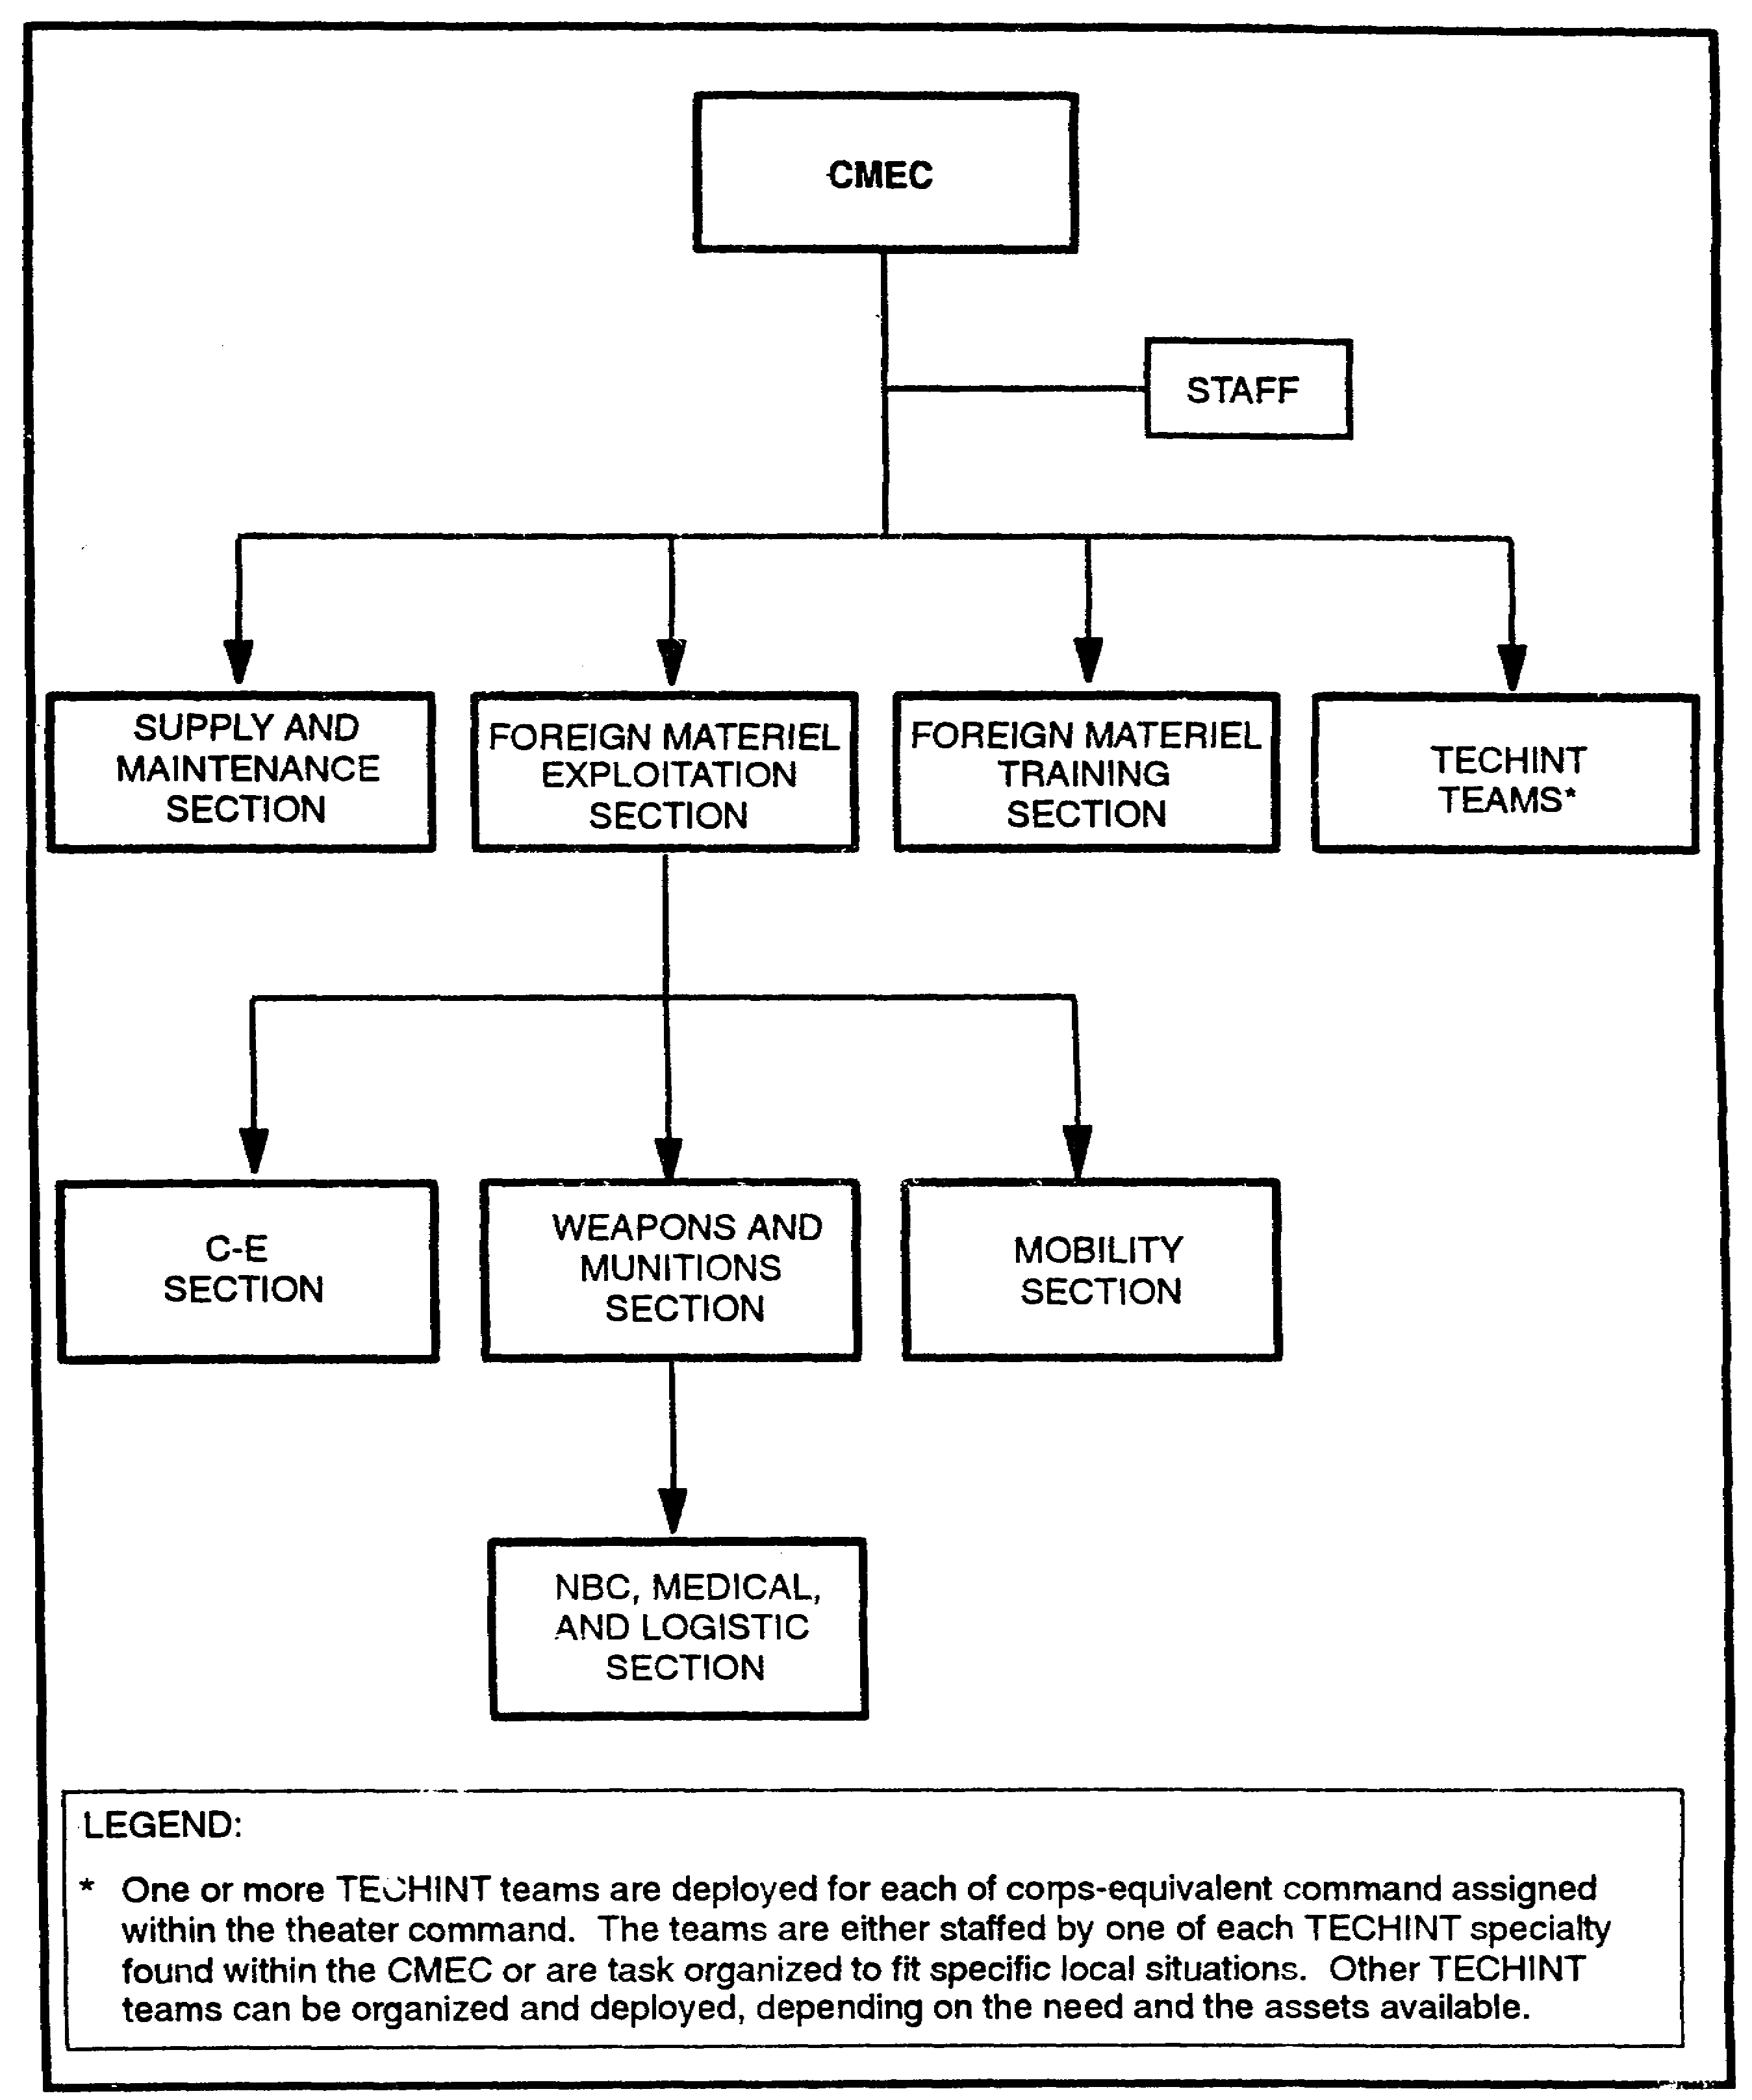 CMEC
STAFF
SUPPLY AND
MAINTENANCE
SECTION
FOREIGN MATERIEL
EXPLOITATION
SECTION
FOREIGN MATERIEL
TRAINING
SECTION
TECHINT
TEAMS*
C-E
SECTION
WEAPONS AND
MUNITIONS
SECTION
MOBILITY
SECTION
NBC, MEDICAL,
AND LOGISTIC
SECTION
LEGEND:
* One or more TECHINT teams are deployed for each of corps-equivalent command assigned
within the theater command. The teams are either staffed by one of each TECHINT specialty
found within the CMEC or are task organized to fit specific local situations. Other TECHINT
teams can be organized and deployed, depending on the need and the assets available.